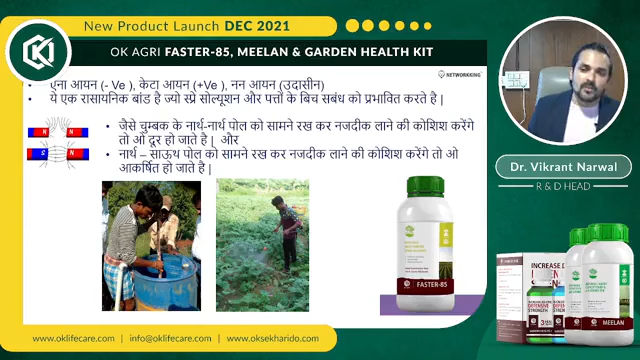 New Product Launch DEC 2021
OK AGRI FASTER-85, MEELAN & GARDEN HEALTH KIT
NETWORKKING
• एना आयन (- Ve ), केटा आयन (+Ve), नन आयन (उदासीन)
• ये एक रासायनिक बांड है ज्यो स्प्रे सोल्यूशन और पत्तों के बिच सबंध को प्रभावित करते है |
• जैसे चुम्बक के नार्थ-नार्थ पोल को सामने रख कर नजदीक लाने की कोशिश करेंगे
तो ओ दूर हो जाते है | और
• नार्थ – साऊथ पोल को सामने रख कर नजदीक लाने की कोशिश करेंगे तो ओ
आकर्षित हो जाते है |
N N
S N
FASTER-85
Dr. Vikrant Narwal
R & D HEAD
MEELAN
www.oklifecare.com | info@oklifecare.com | www.oksekharido.com